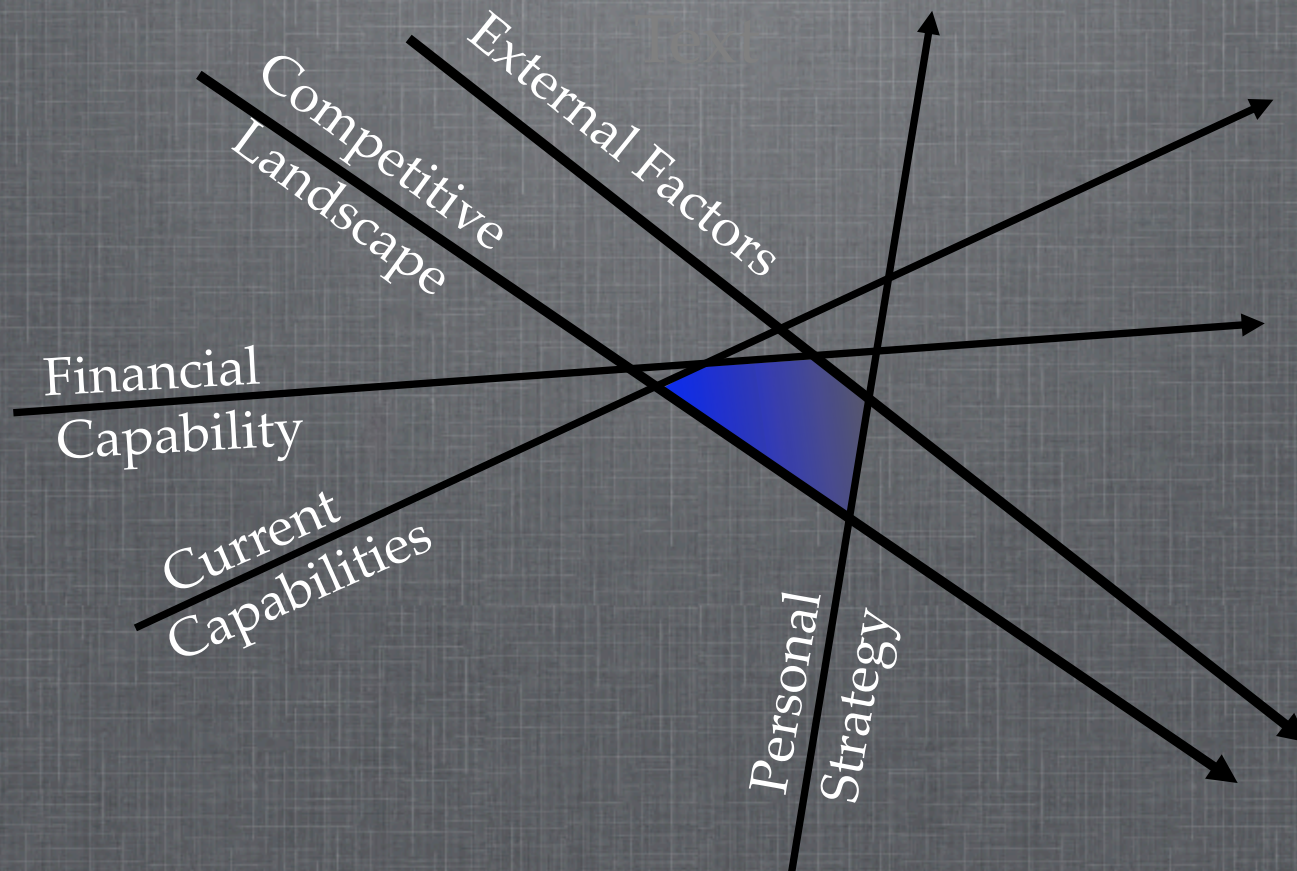 External Factors
Competitive
Landscape
Financial
Capability
Current
Capabilities
Personal
Strategy